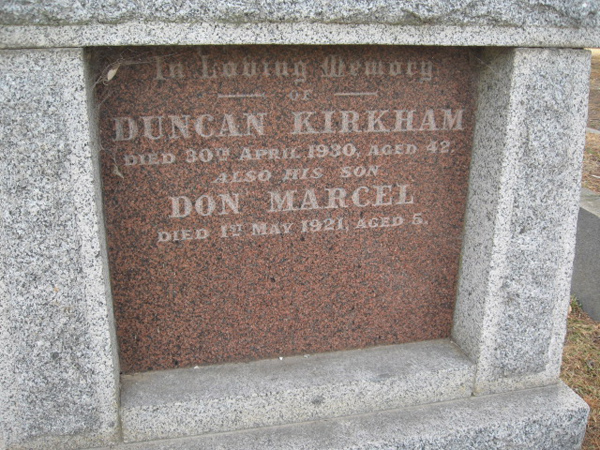 In Loving Memory
OF
DUNCAN KIRKHAM
DIED 30TH APRIL 1930, AGED 42.
ALSO HIS SON
DON MARCEL
DIED 1ST MAY 1921, AGED 5.